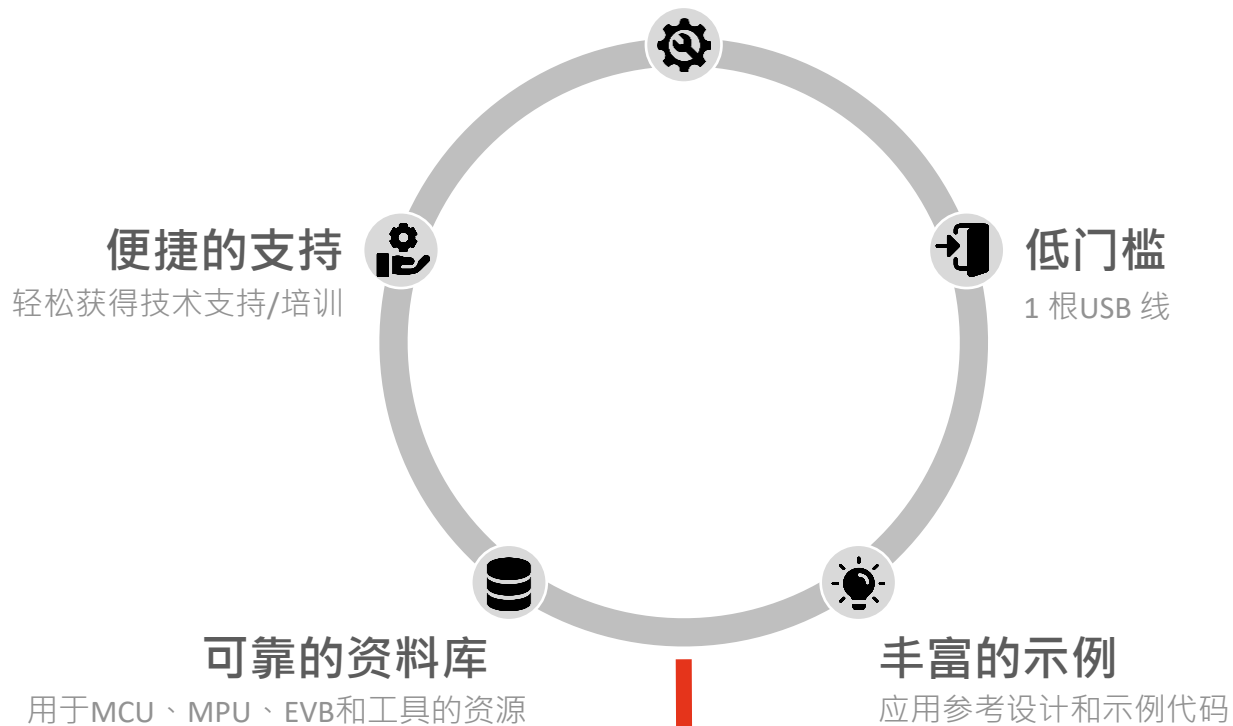 便捷的支持
轻松获得技术支持/培训
低门槛
1 根USB 线
可靠的资料库
用于MCU、MPU、EVB和工具的资源
丰富的示例
应用参考设计和示例代码